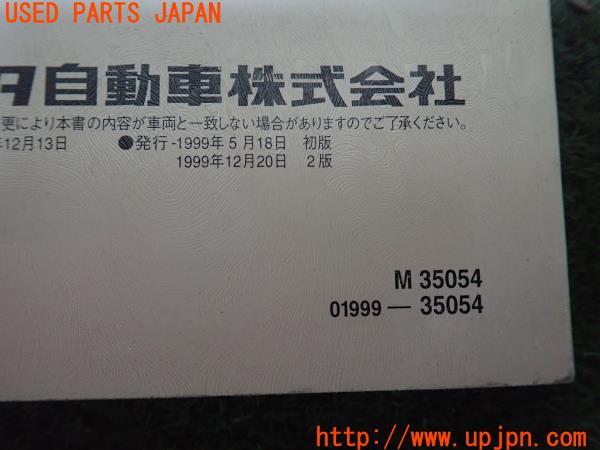 USED PARTS JAPAN
タ自動車株式会社
更により本書の内容が車両と一致しない場合がありますのでご了承ください。
年12月13日 ●発行-1999年5月18日 初版
1999年12月20日 2版
M 35054
01999 — 35054
http://www.upjpn.com/